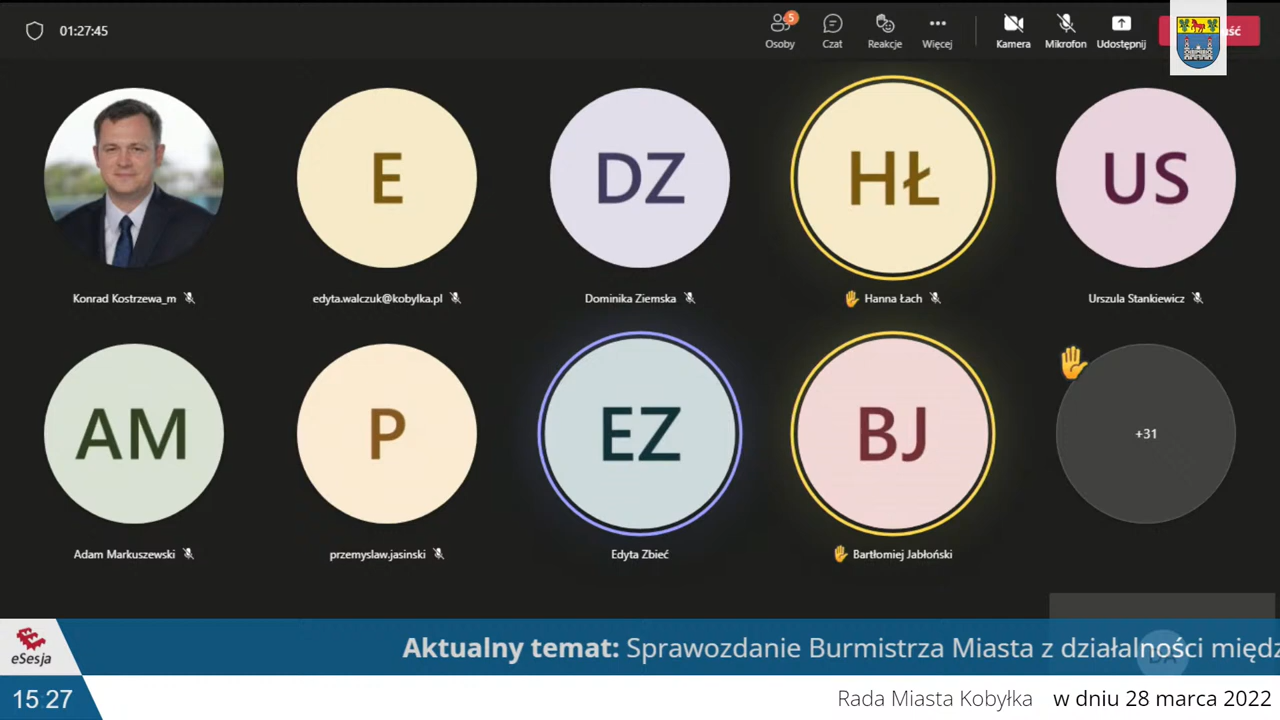 01:27:45
5
Osoby
Czat
Reakcje
Więcej
Kamera
Mikrofon
Udostępnij
E
DZ
HŁ
US
Konrad Kostrzewa_m
edyta.walczuk@kobylka.pl
Dominika Ziemska
Hanna Łach
Urszula Stankiewicz
AM
P
EZ
BJ
+31
Adam Markuszewski
przemyslaw.jasinski
Edyta Zbieć
Bartłomiej Jabłoński
eSesja
Aktualny temat: Sprawozdanie Burmistrza Miasta z działalności międz
15:27
Rada Miasta Kobyłka w dniu 28 marca 2022